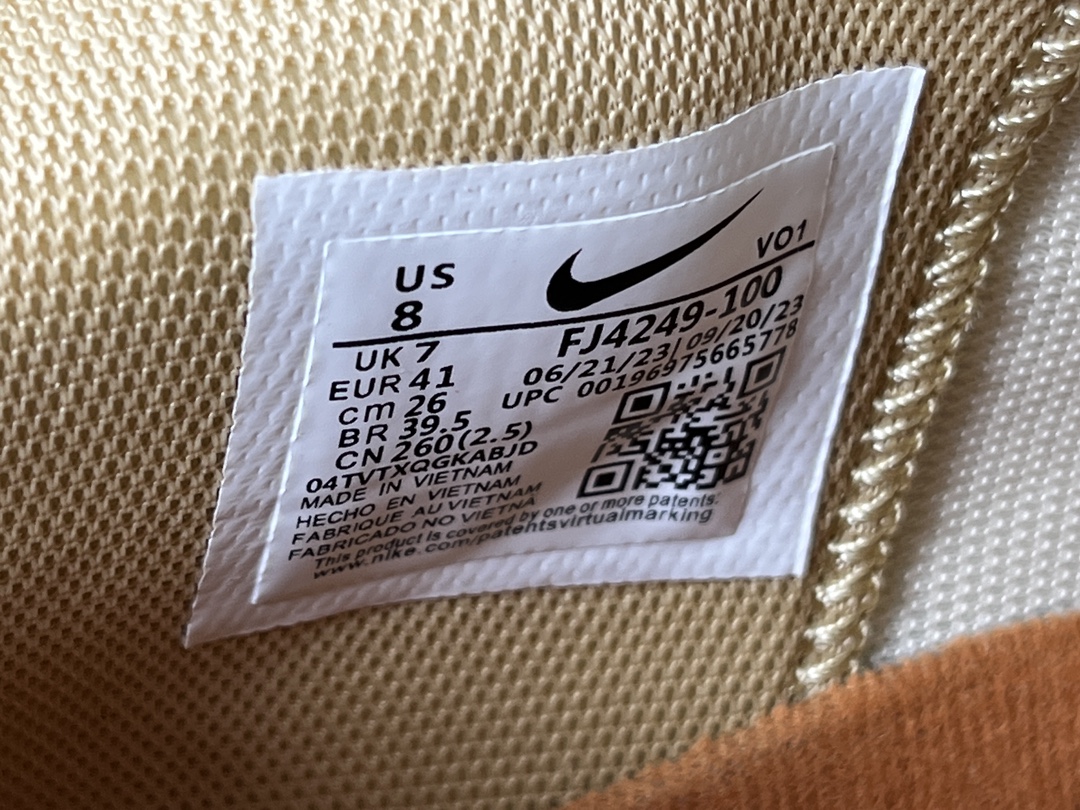 US
8
VO1
UK 7
EUR 41
cm 26
BR 39.5
CN 260(2.5)
FJ4249-100
06/21/23|09/20/23
UPC 00196975665778
04TVTXQGKABJD
MADE IN VIETNAM
HECHO EN VIETNAM
FABRIQUE AU VIETNAM
FABRICADO NO VIETNA
This product is covered by one or more patents:
www.nike.com/patentsvirtualmarking